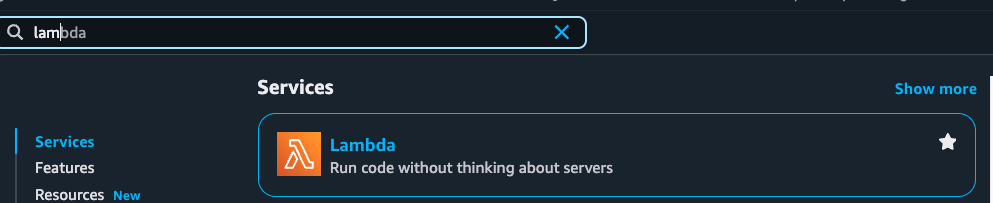 lambda
Services
Show more
Services
Lambda
Features
Run code without thinking about servers
Resources New